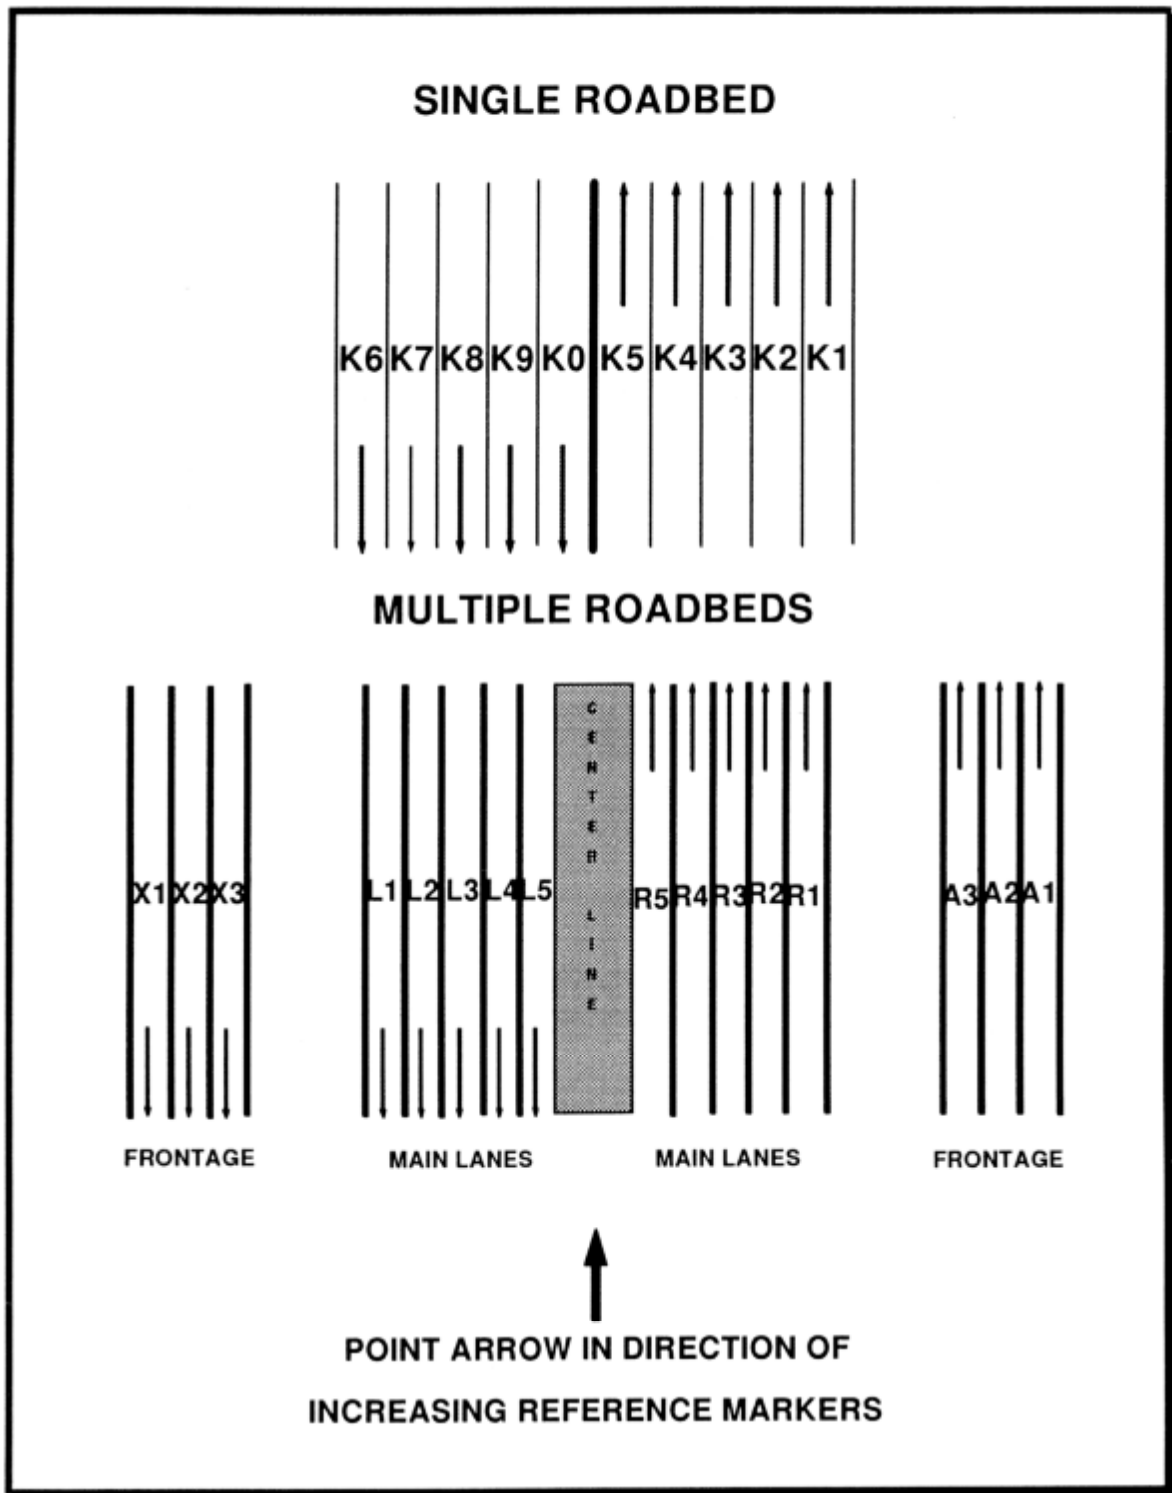 SINGLE ROADBED
K6 K7 K8 K9 K0 K5 K4 K3 K2 K1
MULTIPLE ROADBEDS
CENTER LINE
X1 X2 X3 L1 L2 L3 L4 L5 R5 R4 R3 R2 R1 A3 A2 A1
FRONTAGE MAIN LANES MAIN LANES FRONTAGE
POINT ARROW IN DIRECTION OF
INCREASING REFERENCE MARKERS